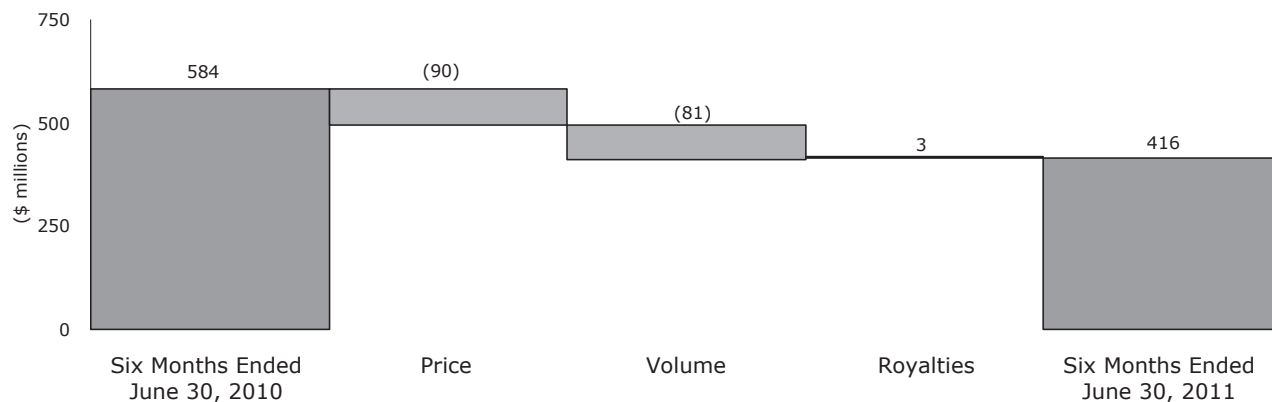 750
584
(90)
500
(81)
3
416
($ millions)
250
0
Six Months Ended
June 30, 2010
Price
Volume
Royalties
Six Months Ended
June 30, 2011